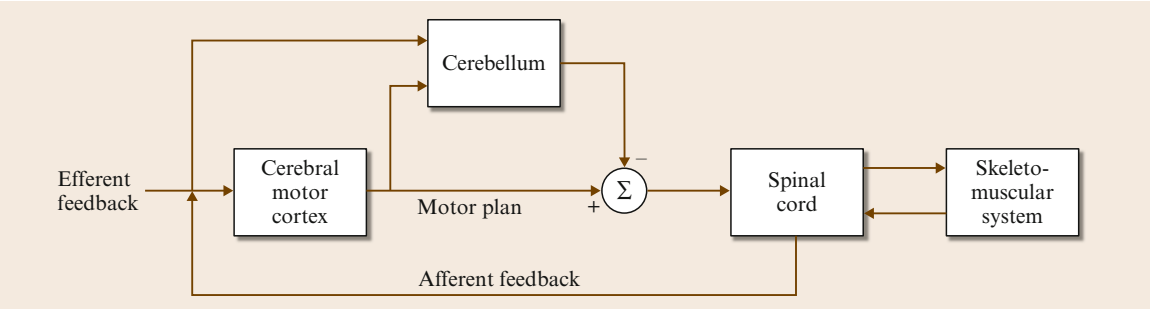 Cerebellum
Efferent
feedback
Cerebral
motor
cortex
Motor plan
Σ
–
+
Spinal
cord
Skeleto-
muscular
system
Afferent feedback